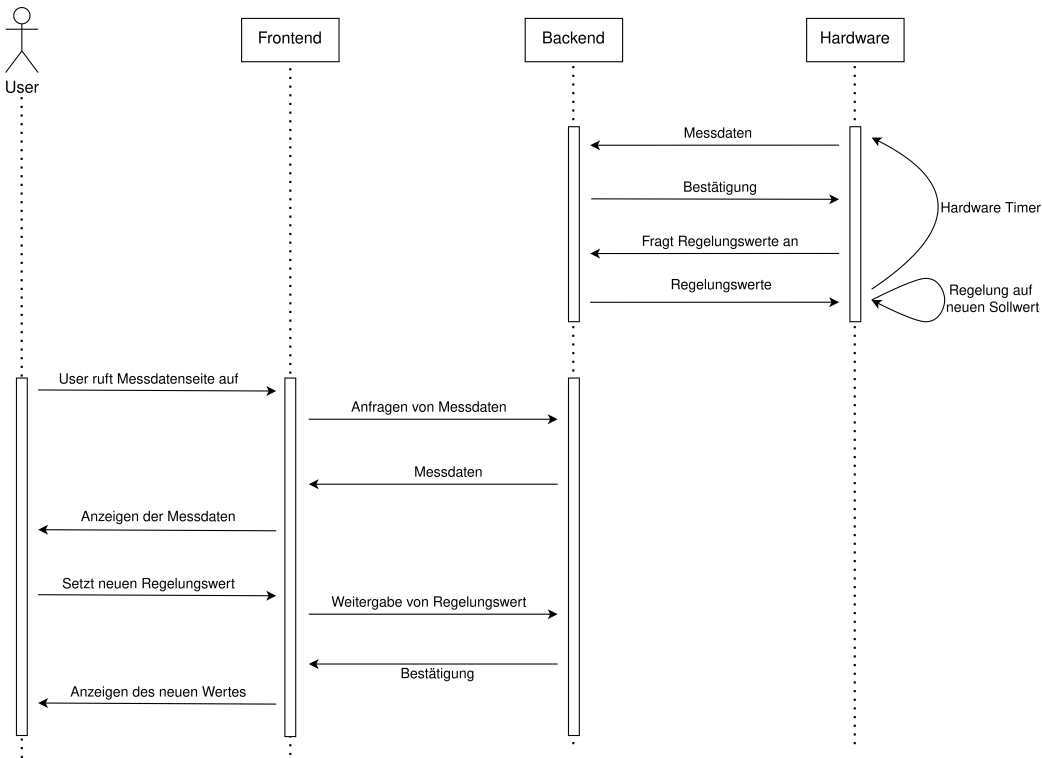 User
Frontend
Backend
Hardware
Messdaten
Bestätigung
Hardware Timer
Fragt Regelungswerte an
Regelungswerte
Regelung auf
neuen Sollwert
User ruft Messdatenseite auf
Anfragen von Messdaten
Messdaten
Anzeigen der Messdaten
Setzt neuen Regelungswert
Weitergabe von Regelungswert
Bestätigung
Anzeigen des neuen Wertes